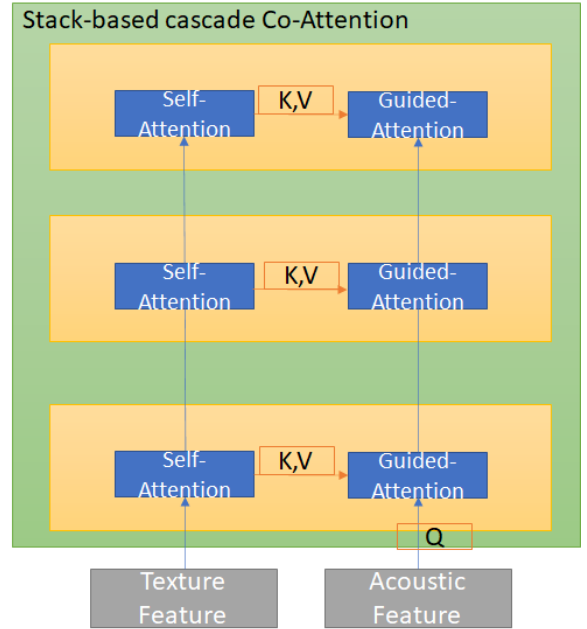 Stack-based cascade Co-Attention
Self-
Attention
K,V
Guided-
Attention
Self-
Attention
K,V
Guided-
Attention
Self-
Attention
K,V
Guided-
Attention
Q
Texture
Feature
Acoustic
Feature